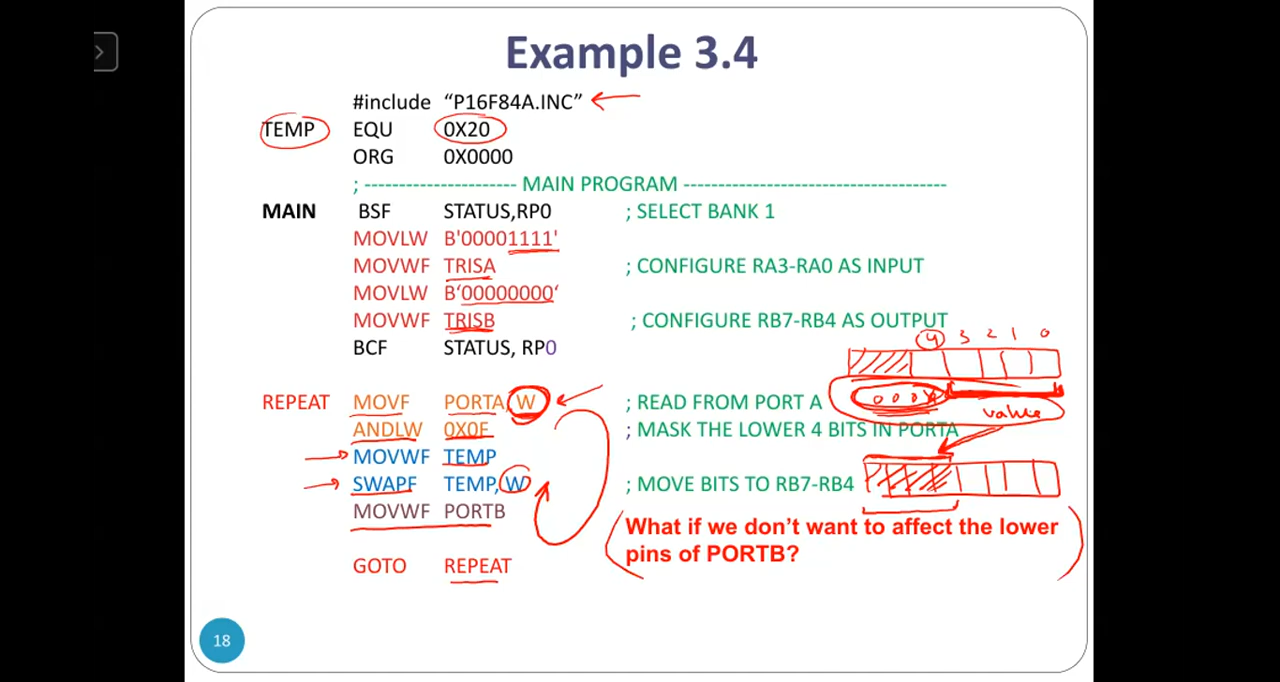 Example 3.4
#include "P16F84A.INC"
TEMP EQU 0X20
ORG 0X0000
; ---------------------- MAIN PROGRAM --------------------------------------
MAIN BSF STATUS,RP0 ; SELECT BANK 1
MOVLW B'00001111'
MOVWF TRISA ; CONFIGURE RA3-RA0 AS INPUT
MOVLW B‘00000000‘
MOVWF TRISB ; CONFIGURE RB7-RB4 AS OUTPUT
BCF STATUS, RP0
4 3 2 1 0
REPEAT MOVF PORTA, W ; READ FROM PORT A
0 0 0 x
value
ANDLW 0X0F ; MASK THE LOWER 4 BITS IN PORTA
MOVWF TEMP
SWAPF TEMP, W ; MOVE BITS TO RB7-RB4
MOVWF PORTB
What if we don’t want to affect the lower
pins of PORTB?
GOTO REPEAT
18